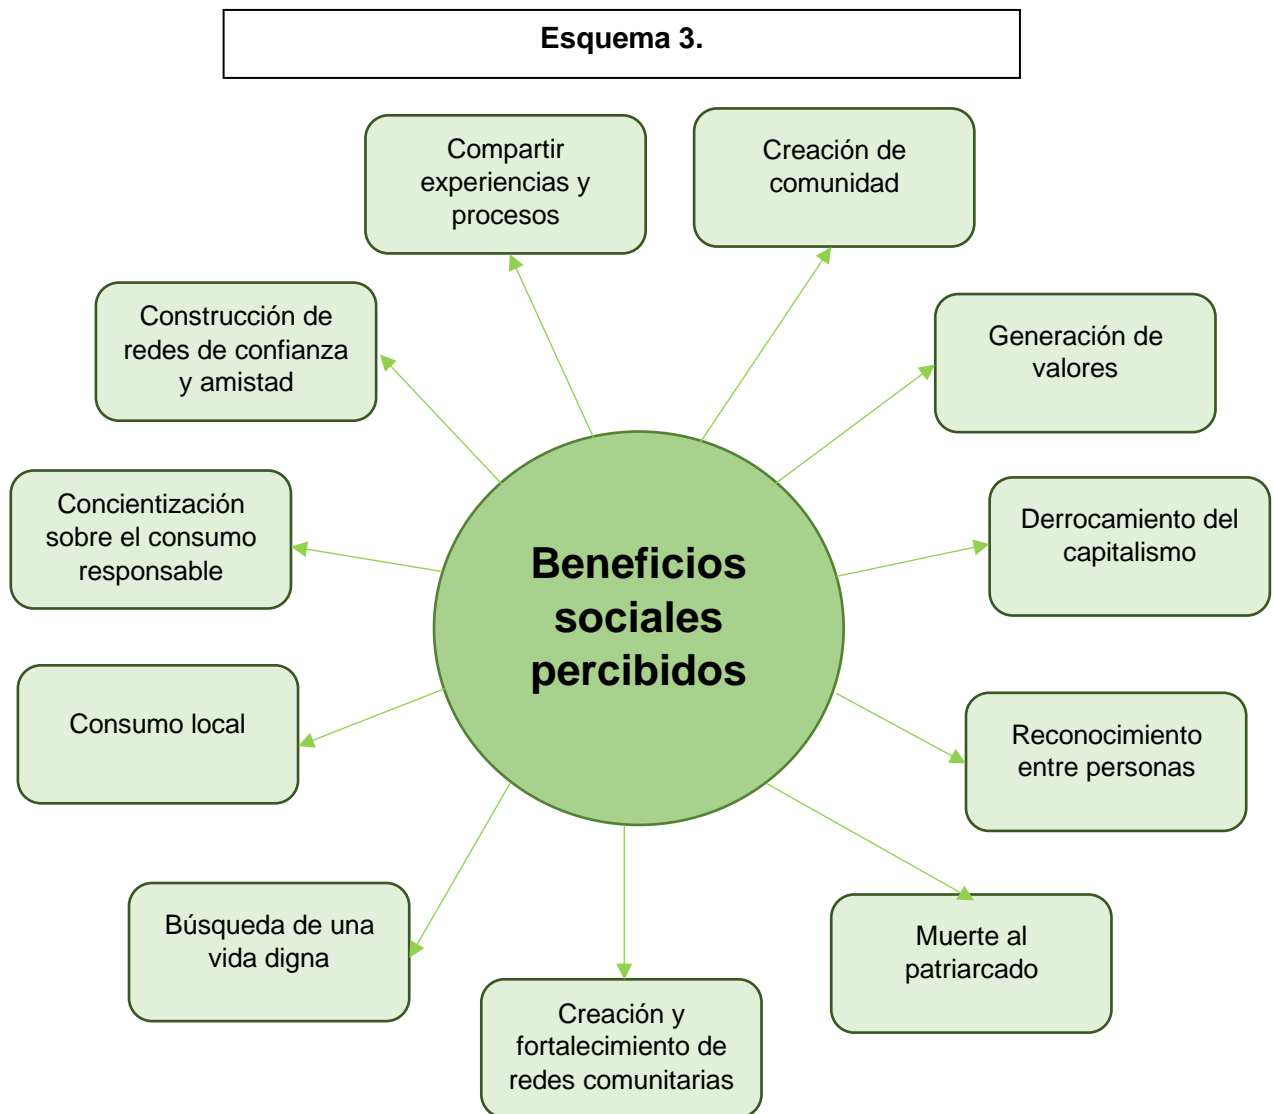 Esquema 3.
Compartir
experiencias y
procesos
Creación de
comunidad
Construcción de
redes de confianza
y amistad
Generación de
valores
Concientización
sobre el consumo
responsable
Derrocamiento del
capitalismo
Beneficios
sociales
percibidos
Consumo local
Reconocimiento
entre personas
Búsqueda de una
vida digna
Muerte al
patriarcado
Creación y
fortalecimiento de
redes comunitarias